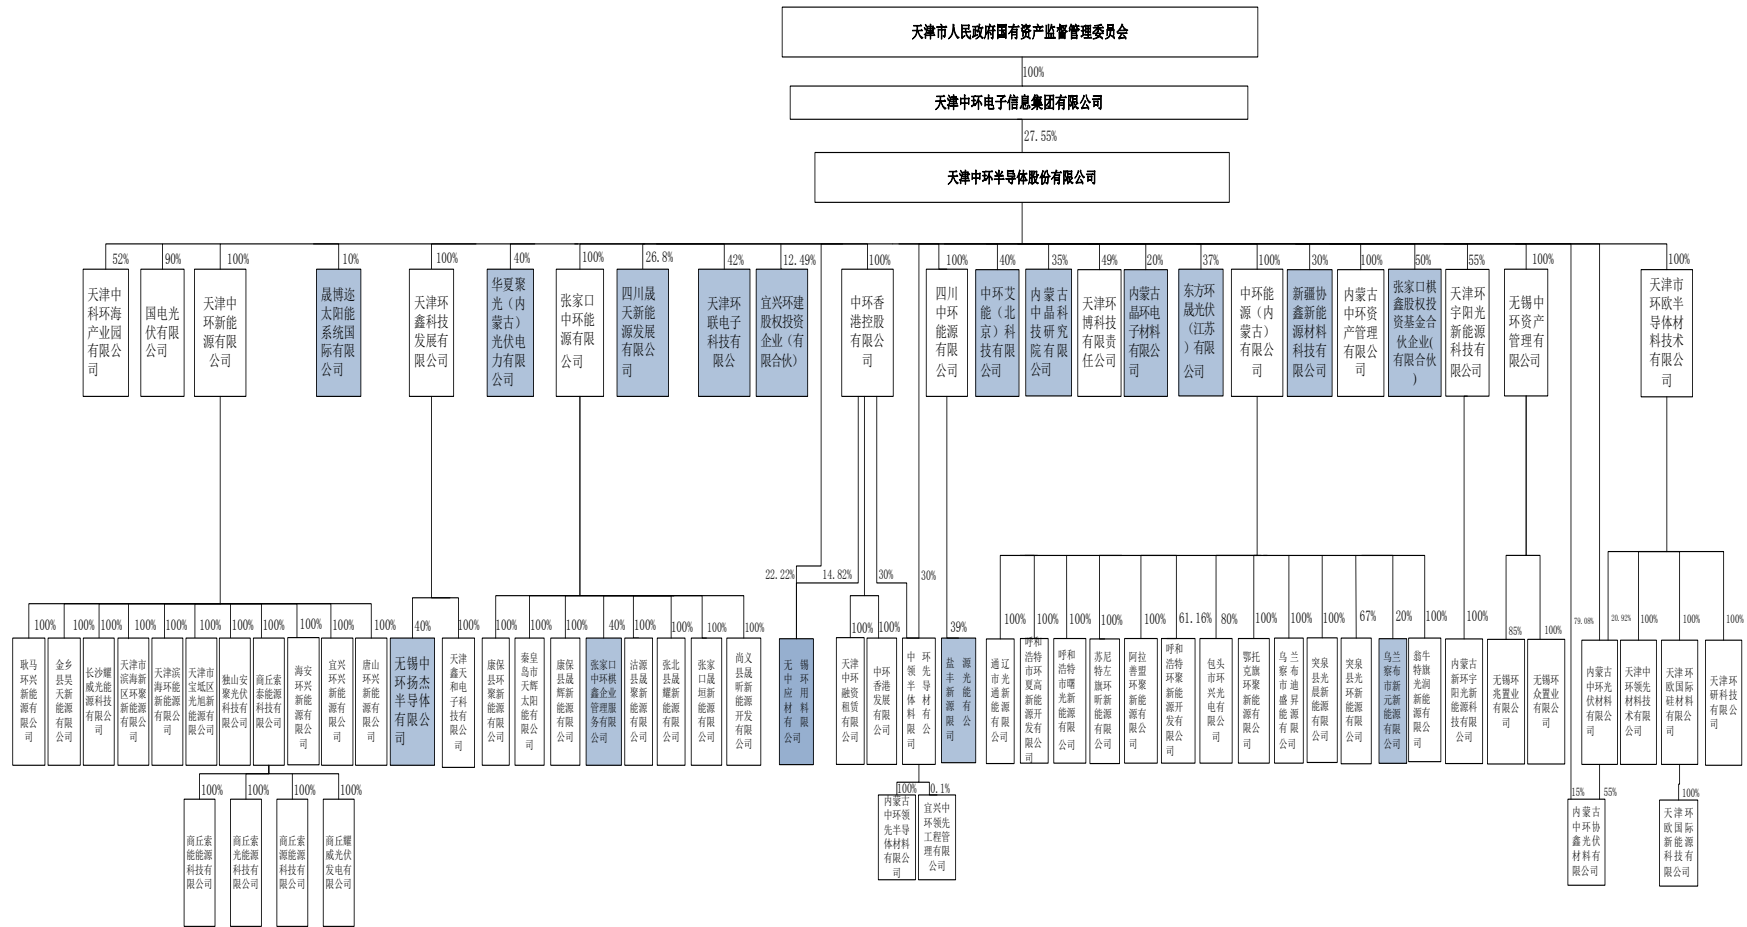 天津市人民政府国有资产监督管理委员会
100%
天津中环电子信息集团有限公司
27.55%
天津中环半导体股份有限公司
52%
90%
100%
10%
100%
40%
100%
26.8%
42%
12.49%
100%
100%
40%
35%
49%
20%
37%
100%
30%
100%
50%
55%
100%
100%
天津中
科环海
产业园
有限公
司
国电光
伏有限
公司
天津中
环新能
源有限
公司
晟博迩
太阳能
系统国
际有限
公司
天津环
鑫科技
发展有
限公司
华夏聚
光（内
蒙古）
光伏电
力有限
公司
张家口
中环能
源有限
公司
四川晟
天新能
源发展
有限公
司
天津环
联电子
科技有
限公
宜兴环建
股权投资
企业（有
限合伙）
中环香
港控股
有限公
司
四川
中环
能源
有限
公司
中环艾
能（北
京）科
技有限
公司
内蒙古
中晶科
技研究
院有限
公司
天津环
博科技
有限责
任公司
内蒙古
晶环电
子材料
有限公
司
东方环
晟光伏
（江苏
）有限
公司
中环能
源（内
蒙古）
有限公
司
新疆协
鑫新能
源材料
科技有
限公司
内蒙古
中环资
产管理
有限公
司
张家口棋
鑫股权投
资基金合
伙企业(
有限合伙
)
天津环
宇阳光
新能源
科技有
限公司
无锡中
环资产
管理有
限公司
天津市
环欧半
导体材
料技术
有限公
司
22.22%
14.82%
30%
30%
100%
100%
100%
100%
100%
100%
100%
100%
100%
100%
100%
40%
100%
100%
100%
100%
40%
100%
100%
100%
100%
100%
100%
39%
100%
100%
100%
100%
100%
61.16%
80%
100%
100%
100%
67%
20%
100%
100%
85%
100%
79.08%
20.92%
100%
100%
100%
耿马
环兴
新能
源有
限公
司
金乡
县昊
天新
能源
有限
公司
长沙耀
威光能
源科技
有限公
司
天津市
滨海新
区环聚
新能源
有限公
司
天津滨
海环能
新能源
有限公
司
天津市
宝坻区
光旭新
能源有
限公司
独山安
聚光伏
科技有
限公司
商丘索
泰能源
科技有
限公司
海安
环兴
新能
源有
限公
司
宜兴
环兴
新能
源有
限公
司
唐山
环兴
新能
源有
限公
司
无锡中
环扬杰
半导体
有限公
司
天津
鑫天
和电
子科
技有
限公
司
康保
县环
聚新
能源
有限
公司
秦皇
岛市
天辉
太阳
能有
限公
司
康保
县晟
辉新
能源
有限
公司
张家口
中环棋
鑫企业
管理服
务有限
公司
沽源
县晟
聚新
能源
有限
公司
张北
县晟
耀新
能源
有限
公司
张家
口晟
垣新
能源
有限
公司
尚义
县晟
昕新
能源
开发
有限
公司
无锡
中环
应用
材料
有限
公司
天津
中环
融资
租赁
有限
公司
中环
香港
发展
有限
公司
中环
领先
半导
体材
料有
限公
司
盐源
丰光
新能
源有
限公
司
通辽
市光
通新
能源
有限
公司
呼和
浩特
市环
夏高
新能
源开
发有
限公
司
呼和
浩特
市曙
光新
能源
有限
公司
苏尼
特左
旗环
昕新
能源
有限
公司
阿拉
善盟
环聚
新能
源有
限公
司
呼和
浩特
环聚
新能
源开
发有
限公
司
包头
市环
兴光
电有
限公
司
鄂托
克旗
环聚
新能
源有
限公
司
乌兰
察布
市迪
盛昇
能源
有限
公司
突泉
县光
晨新
能源
有限
公司
突泉
县光
环新
能源
有限
公司
乌兰
察布
市新
元新
能源
有限
公司
翁牛
特旗
光润
新能
源有
限公
司
内蒙古
新环宇
阳光新
能源科
技有限
公司
无锡环
兆置业
有限公
司
无锡环
众置业
有限公
司
内蒙古
中环光
伏材料
有限公
司
天津中
环领先
材料技
术有限
公司
天津环
欧国际
硅材料
有限公
司
天津环
研科技
有限公
司
100%
100%
100%
100%
100%
0.1%
15%
55%
100%
商丘索
能能源
科技有
限公司
商丘索
光能源
科技有
限公司
商丘索
源能源
科技有
限公司
商丘耀
威光伏
发电有
限公司
内蒙古
中环领
先半导
体材料
有限公
司
宜兴中
环领先
工程管
理有限
公司
内蒙古
中环协
鑫光伏
材料有
限公司
天津环
欧国际
新能源
科技有
限公司